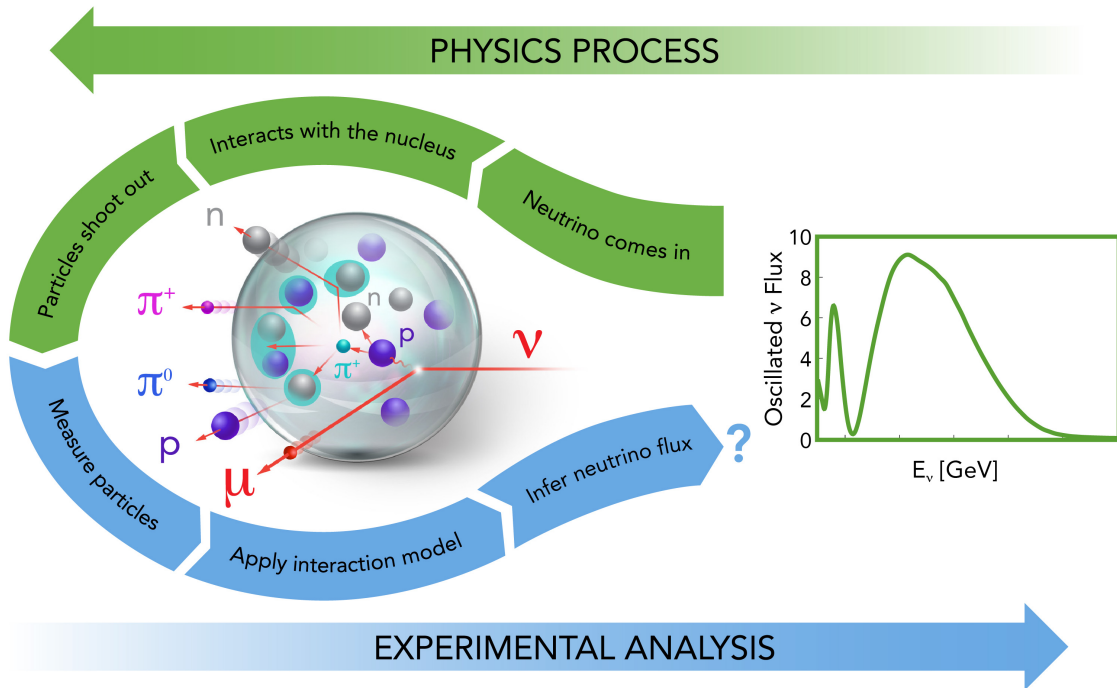 PHYSICS PROCESS
Neutrino comes in
Interacts with the nucleus
Particles shoot out
n
π⁺
π⁰
p
μ
n
p
π⁺
ν
Measure particles
Apply interaction model
Infer neutrino flux
?
Oscillated ν Flux
10
8
6
4
2
0
Eᵥ [GeV]
EXPERIMENTAL ANALYSIS